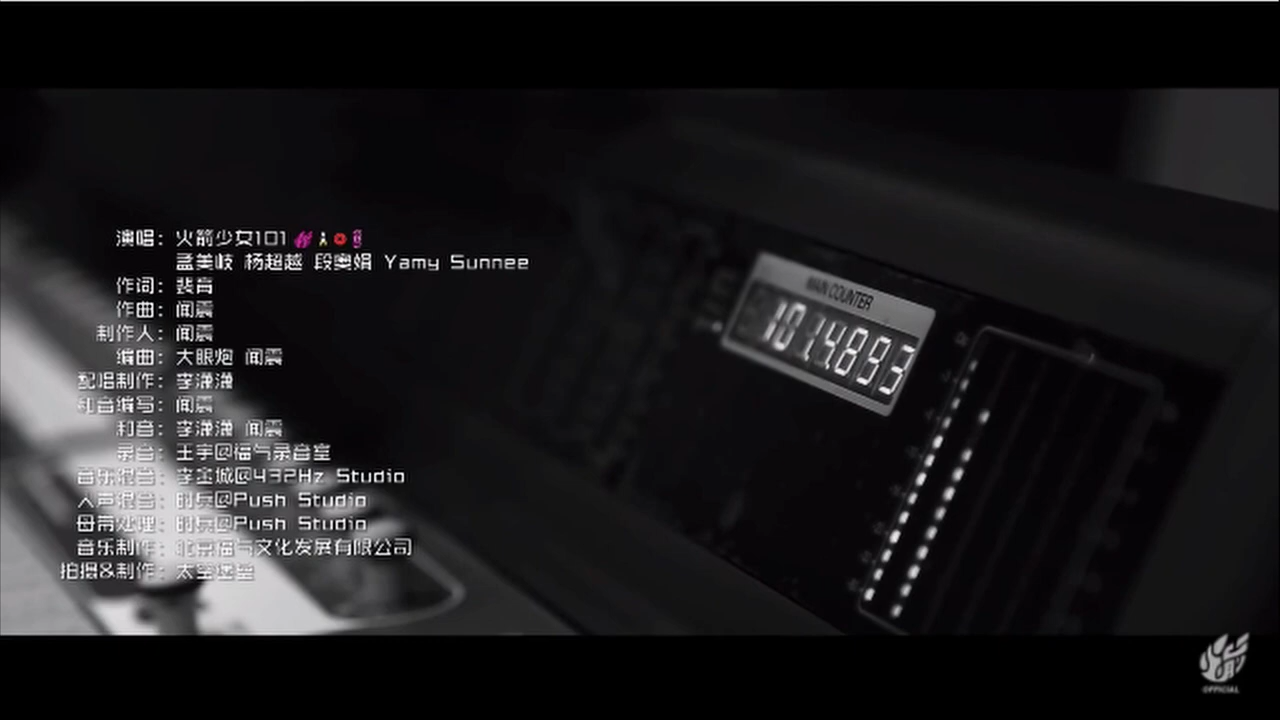 演唱：火箭少女101
孟美岐 杨超越 段奥娟 Yamy Sunnee
作词：裴育
作曲：闻震
制作人：闻震
编曲：大眼炮 闻震
配唱制作：李潇潇
和音编写：闻震
和音：李潇潇 闻震
录音：王宇@福气录音室
音乐混音：李宝城@432Hz Studio
人声混音：时兵@Push Studio
母带处理：时兵@Push Studio
音乐制作：北京福气文化发展有限公司
拍摄&制作：太空堡垒
MAIN COUNTER
101.4.883
OFFICIAL